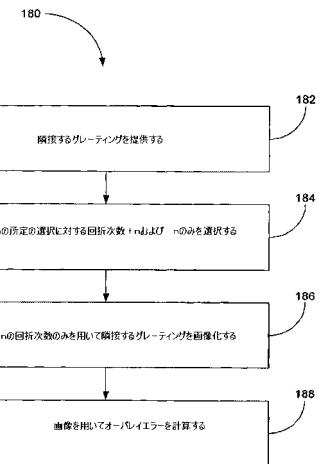 180
182
隣接するグレーティングを提供する
184
の所定の選択に対する回折次数+nおよび nのみを選択する
186
nの回折次数のみを用いて隣接するグレーティングを画像化する
188
画像を用いてオーバレイエラーを計算する